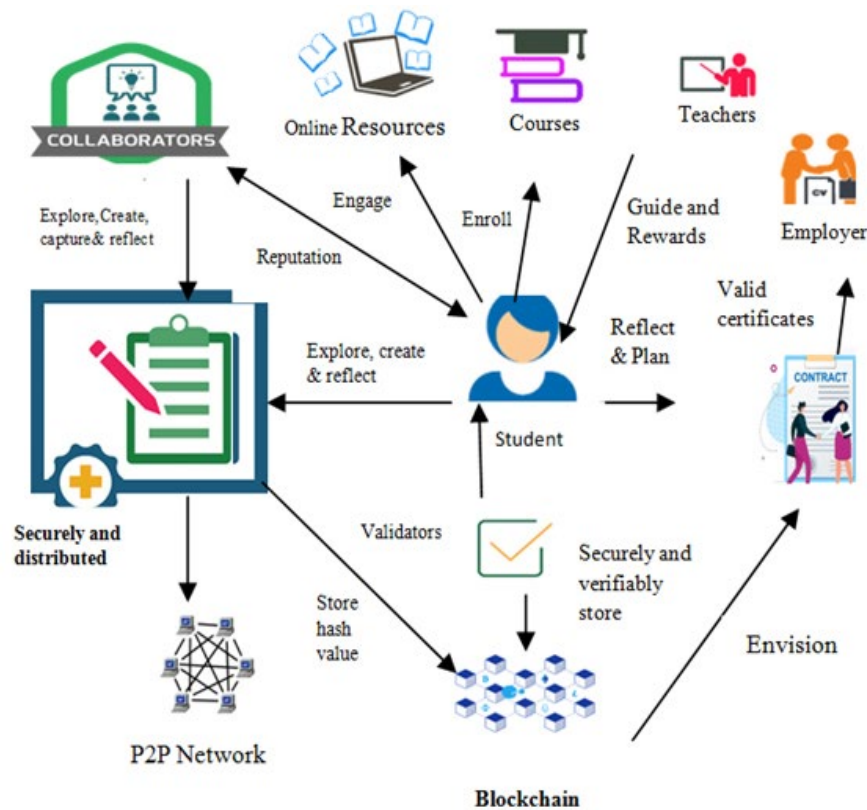 COLLABORATORS
Online Resources
Courses
Teachers
Employer
Explore,Create,
capture& reflect
Engage
Reputation
Enroll
Guide and
Rewards
Valid
certificates
Explore, create
& reflect
Reflect
& Plan
CONTRACT
Student
Securely and
distributed
Validators
Securely and
verifiably
store
Store
hash
value
Envision
P2P Network
Blockchain
CV